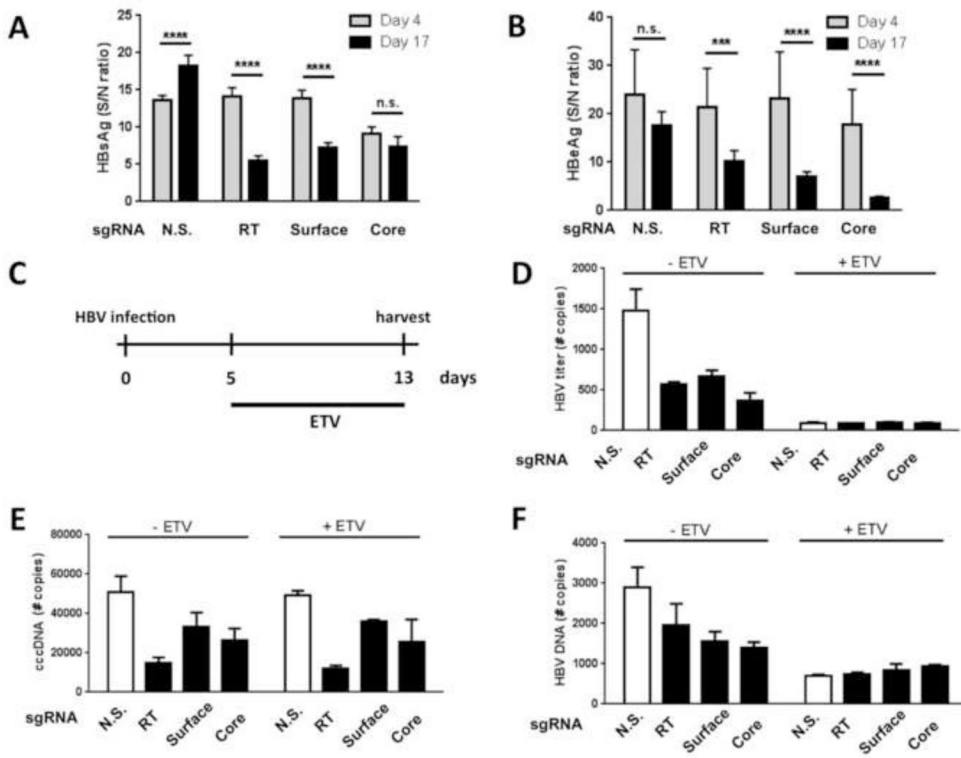 A
HBsAg (S/N ratio)
25
20
15
10
5
0
****
****
****
n.s.
Day 4
Day 17
sgRNA N.S. RT Surface Core
B
HBeAg (S/N ratio)
40
30
20
10
0
n.s.
***
****
****
Day 4
Day 17
sgRNA N.S. RT Surface Core
C
HBV infection harvest
0 5 13 days
ETV
D
- ETV + ETV
HBV titer (# copies)
2000
1500
1000
500
0
sgRNA N.S. RT Surface Core N.S. RT Surface Core
E
- ETV + ETV
cccDNA (# copies)
80000
60000
40000
20000
0
sgRNA N.S. RT Surface Core N.S. RT Surface Core
F
- ETV + ETV
HBV DNA (# copies)
4000
3000
2000
1000
0
sgRNA N.S. RT Surface Core N.S. RT Surface Core